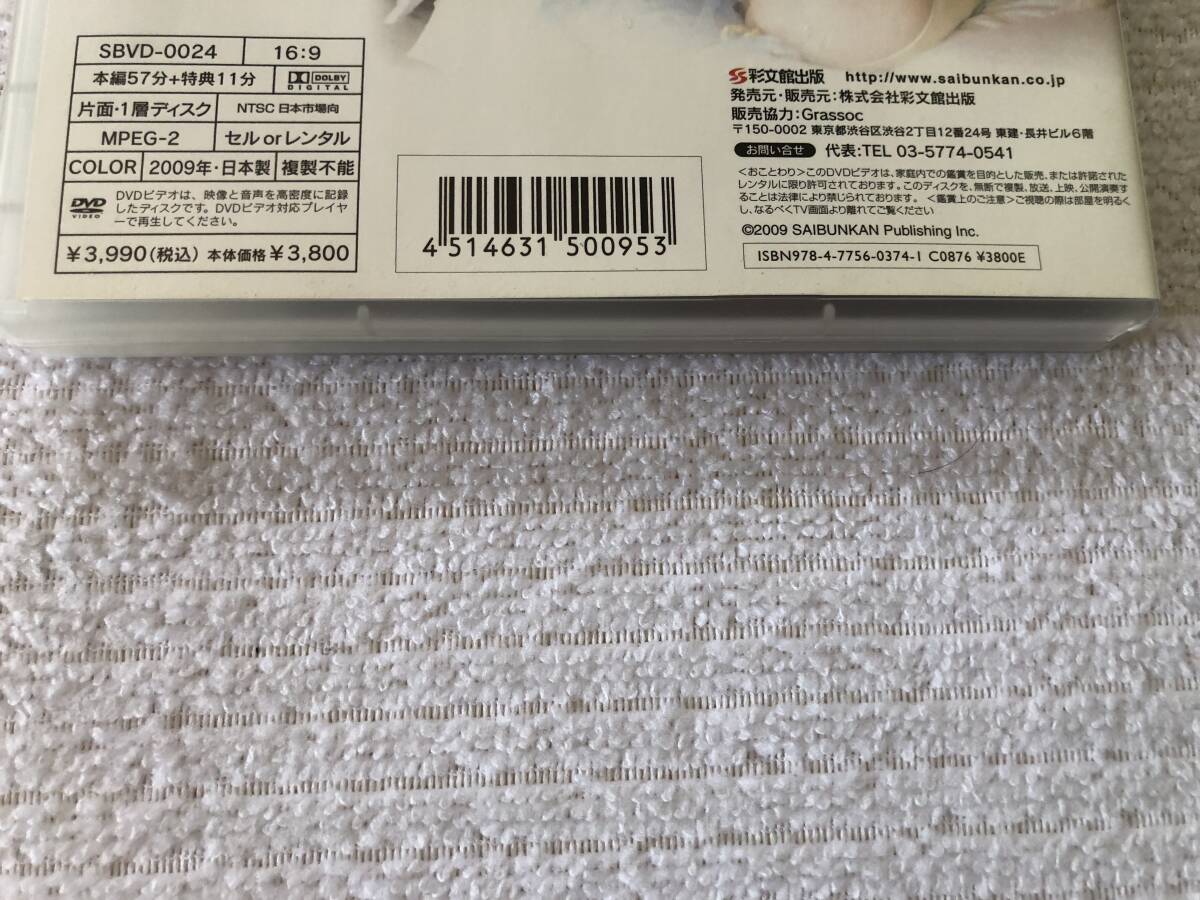 SBVD-0024 16:9
本編57分+特典11分 DOLBY DIGITAL
片面・1層ディスク NTSC 日本市場向
MPEG-2 セル or レンタル
COLOR 2009年・日本製 複製不能
DVD VIDEO
DVDビデオは、映像と音声を高密度に記録
したディスクです。DVDビデオ対応プレイヤ
ーで再生してください。
¥3,990(税込) 本体価格 ¥3,800
4 514631 500953
彩文館出版 http://www.saibunkan.co.jp
発売元・販売元:株式会社彩文館出版
販売協力:Grassoc
〒150-0002 東京都渋谷区渋谷2丁目12番24号 東建・長井ビル6階
お問い合せ 代表:TEL 03-5774-0541
<おことわり>このDVDビデオは、家庭内での鑑賞を目的とした販売、または許諾された
レンタルに限り許可されております。このディスクを、無断で複製、放送、上映、公開演奏す
ることは法律により禁じられております。 <鑑賞上のご注意>ご視聴の際は部屋を明るく
し、なるべくTV画面より離れてご覧ください
©2009 SAIBUNKAN Publishing Inc.
ISBN978-4-7756-0374-1 C0876 ¥3800E